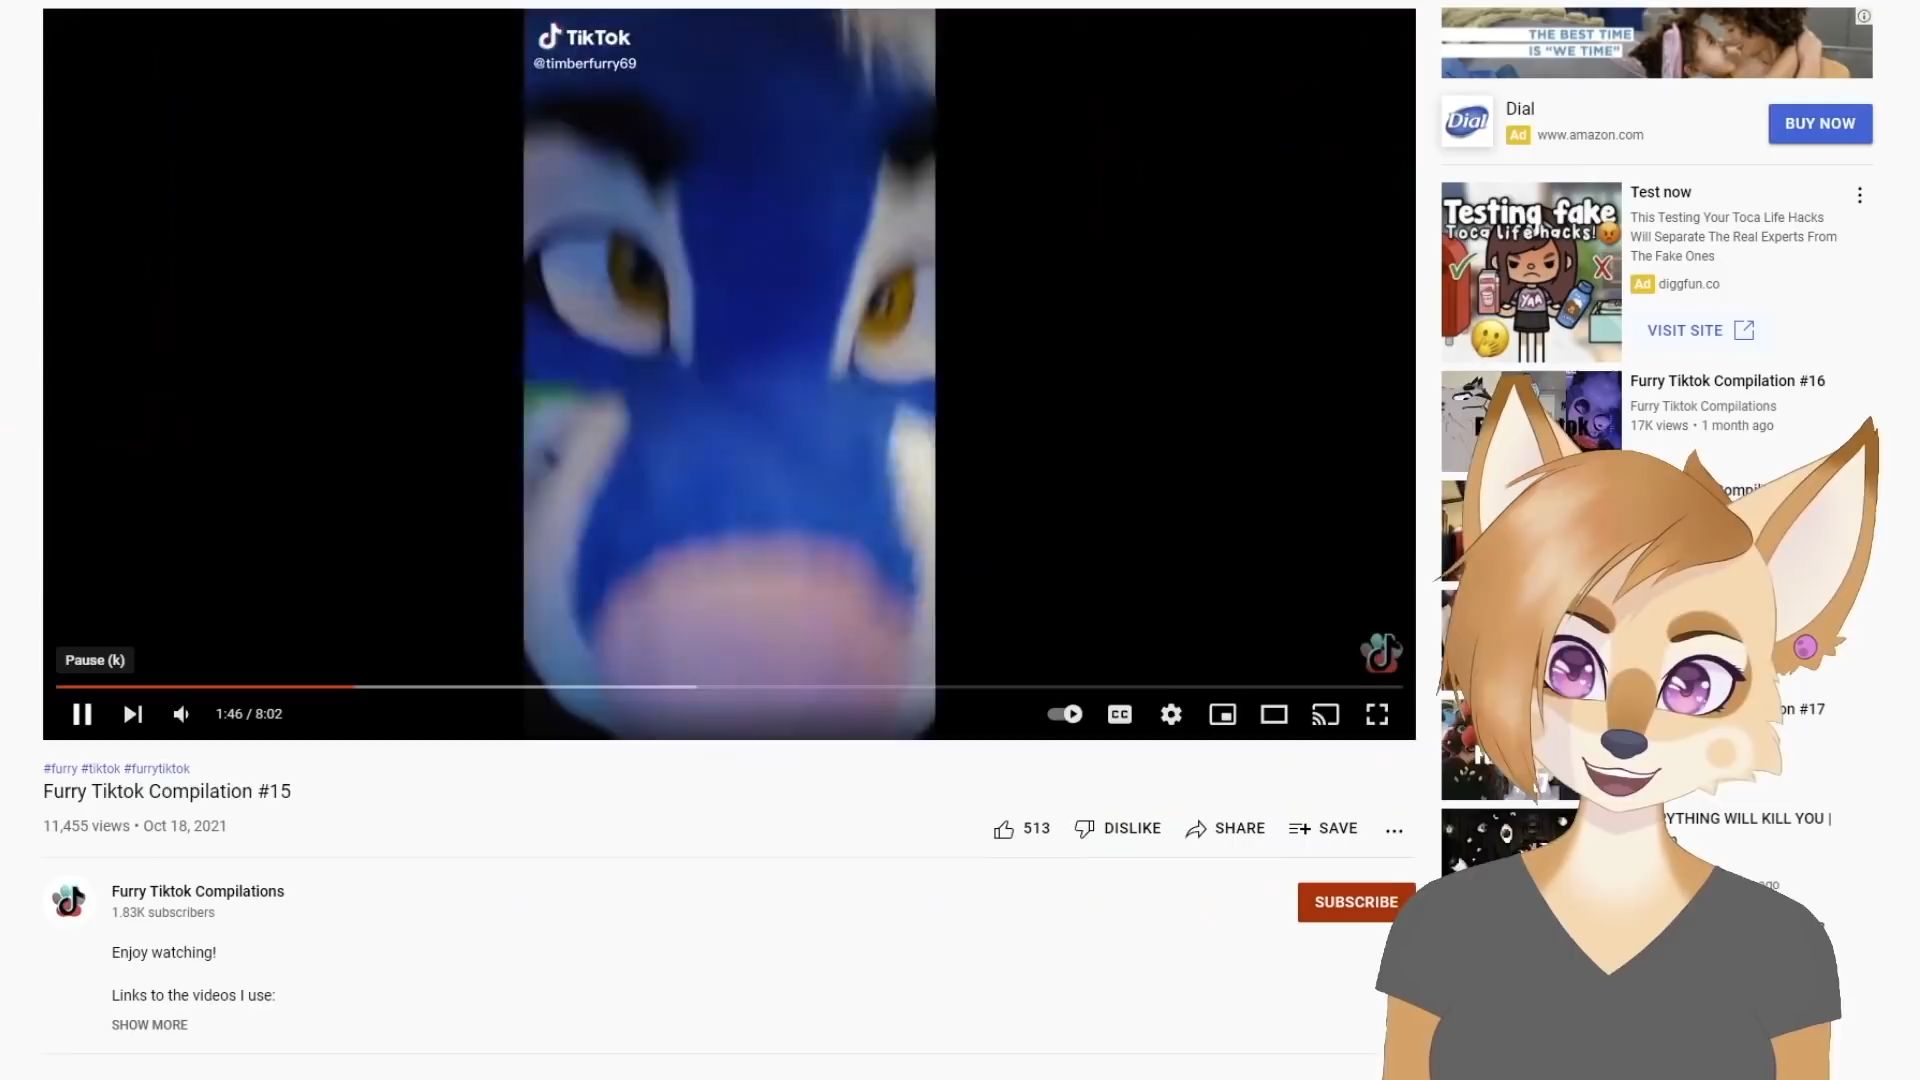 TikTok
@timberfurry69
Pause (k)
1:46 / 8:02
CC
#furry #tiktok #furrytiktok
Furry Tiktok Compilation #15
11,455 views • Oct 18, 2021
513
DISLIKE
SHARE
SAVE
Furry Tiktok Compilations
1.83K subscribers
SUBSCRIBE
Enjoy watching!
Links to the videos I use:
SHOW MORE
THE BEST TIME
IS "WE TIME"
Dial
Dial
Ad www.amazon.com
BUY NOW
Testing fake
Toca life hacks!
YAA
Test now
This Testing Your Toca Life Hacks
Will Separate The Real Experts From
The Fake Ones
Ad diggfun.co
VISIT SITE
Furry Tiktok Compilation #16
Furry Tiktok Compilations
17K views • 1 month ago
#17
WILL KILL YOU |